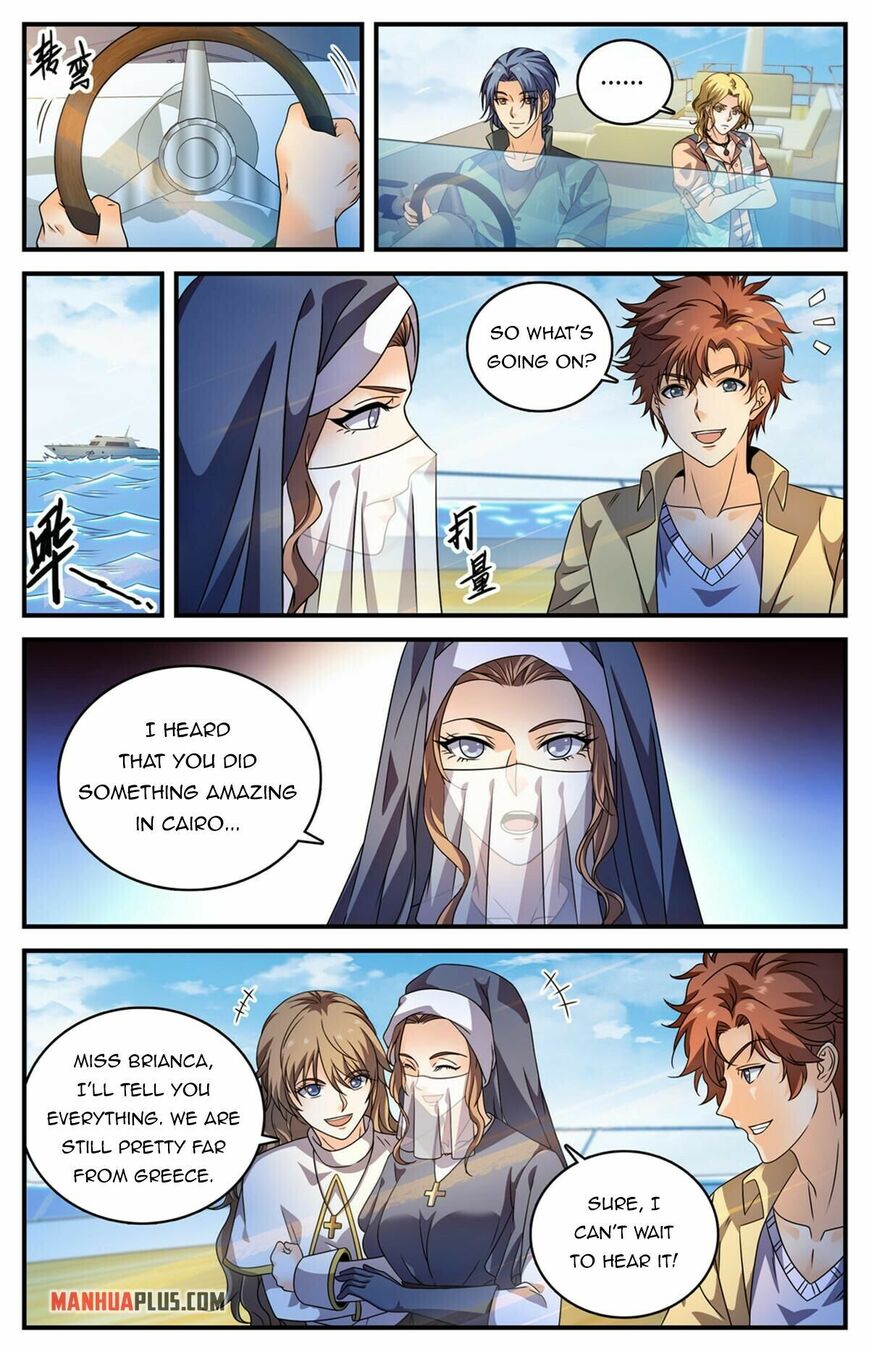 转弯
......
哗
SO WHAT'S
GOING ON?
打量
I HEARD
THAT YOU DID
SOMETHING AMAZING
IN CAIRO...
MISS BRIANCA,
I'LL TELL YOU
EVERYTHING. WE ARE
STILL PRETTY FAR
FROM GREECE.
SURE, I
CAN'T WAIT
TO HEAR IT!
MANHUAPLUS.COM